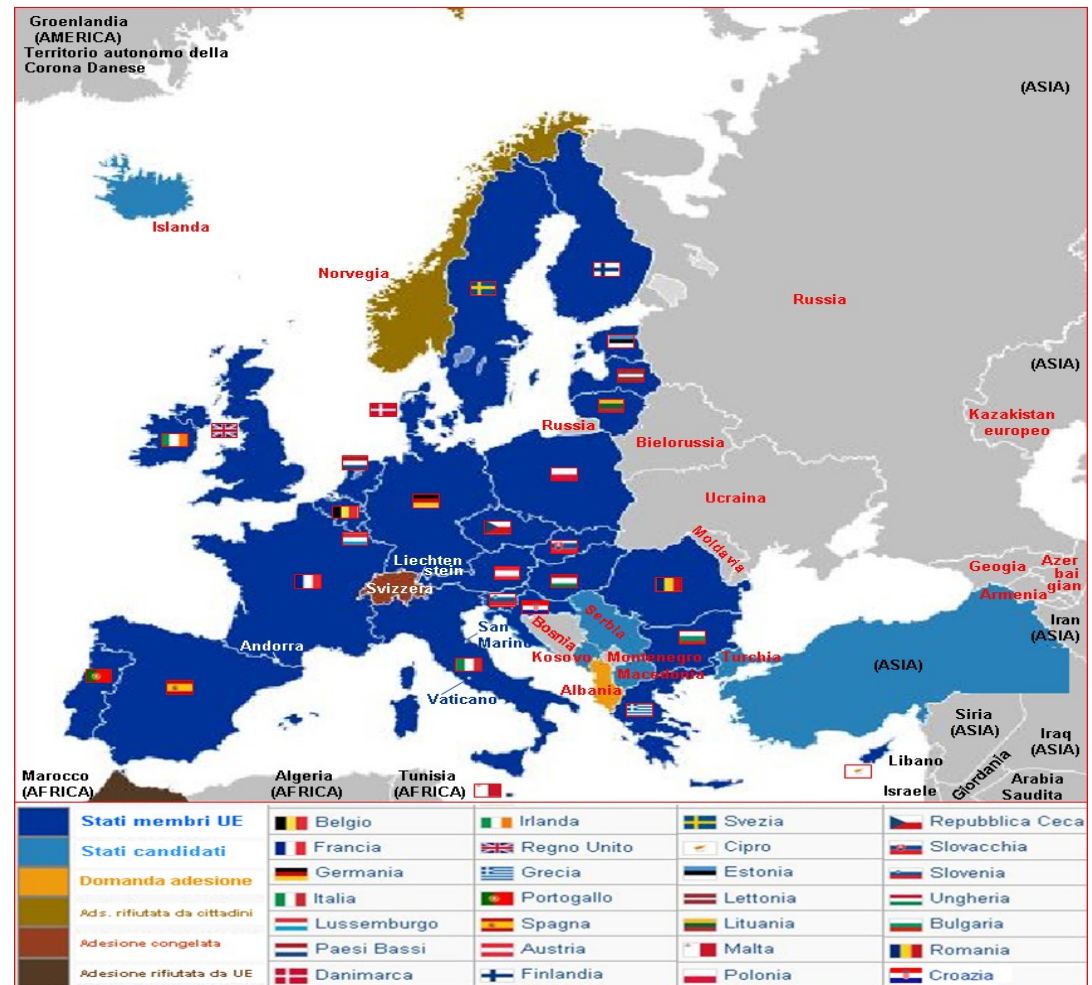 Groenlandia
(AMERICA)
Territorio autonomo della
Corona Danese
(ASIA)
Islanda
Norvegia
Russia
(ASIA)
Kazakistan
europeo
Russia
Bielorussia
Ucraina
Moldavia
Geogia
Azer
bai
gian
Armenia
Liechten
stein
Svizzera
Iran
(ASIA)
San
Marino
Bosnia
Serbia
Andorra
Kosovo
Montenegro
Macedonia
Turchia
(ASIA)
Albania
Vaticano
Siria
(ASIA)
Iraq
(ASIA)
Libano
Israele
Giordania
Arabia
Saudita
Marocco
(AFRICA)
Algeria
(AFRICA)
Tunisia
(AFRICA)
Stati membri UE
Stati candidati
Domanda adesione
Ads. rifiutata da cittadini
Adesione congelata
Adesione rifiutata da UE
Belgio
Francia
Germania
Italia
Lussemburgo
Paesi Bassi
Danimarca
Irlanda
Regno Unito
Grecia
Portogallo
Spagna
Austria
Finlandia
Svezia
Cipro
Estonia
Lettonia
Lituania
Malta
Polonia
Repubblica Ceca
Slovacchia
Slovenia
Ungheria
Bulgaria
Romania
Croazia